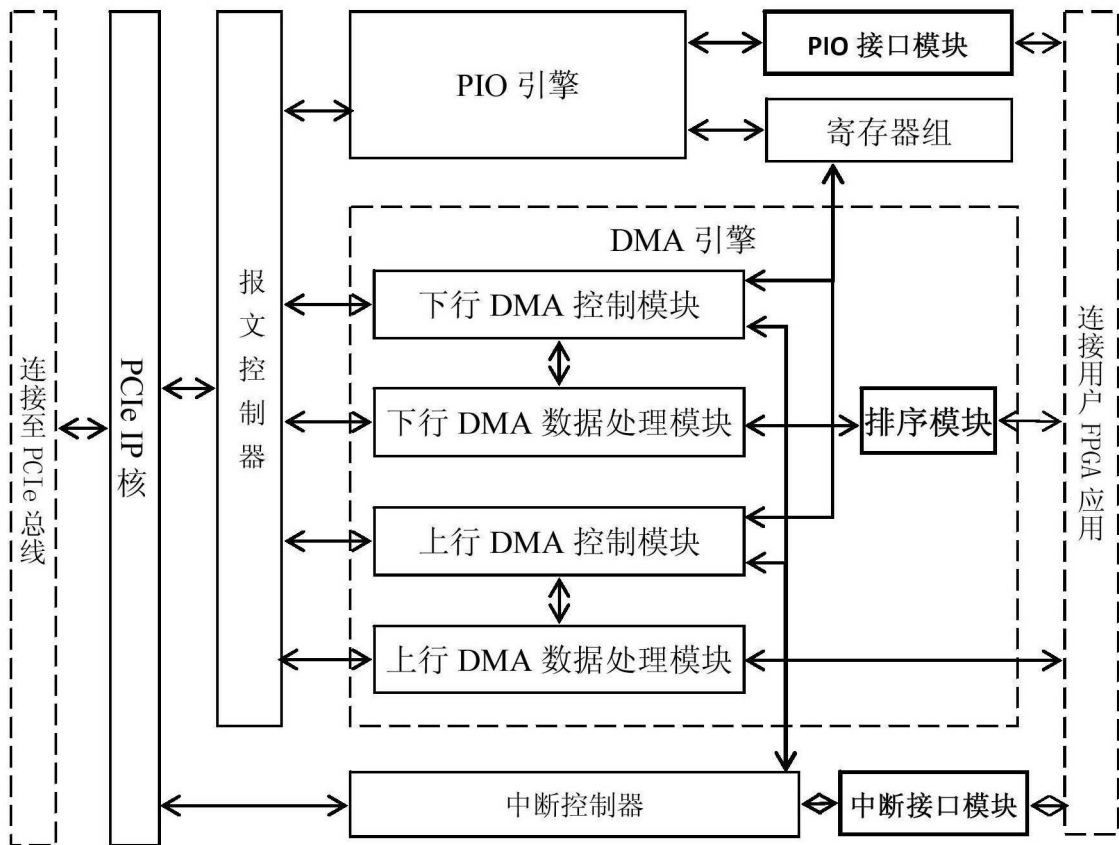 连接至 PCIe 总线
PCIe IP 核
报文控制器
PIO 引擎
PIO 接口模块
寄存器组
DMA 引擎
下行 DMA 控制模块
下行 DMA 数据处理模块
排序模块
上行 DMA 控制模块
上行 DMA 数据处理模块
中断控制器
中断接口模块
连接用户 FPGA 应用